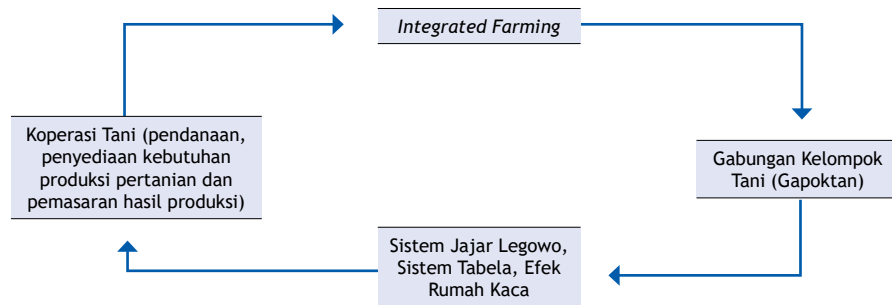 Integrated Farming
Koperasi Tani (pendanaan,
penyediaan kebutuhan
produksi pertanian dan
pemasaran hasil produksi)
Gabungan Kelompok
Tani (Gapoktan)
Sistem Jajar Legowo,
Sistem Tabela, Efek
Rumah Kaca